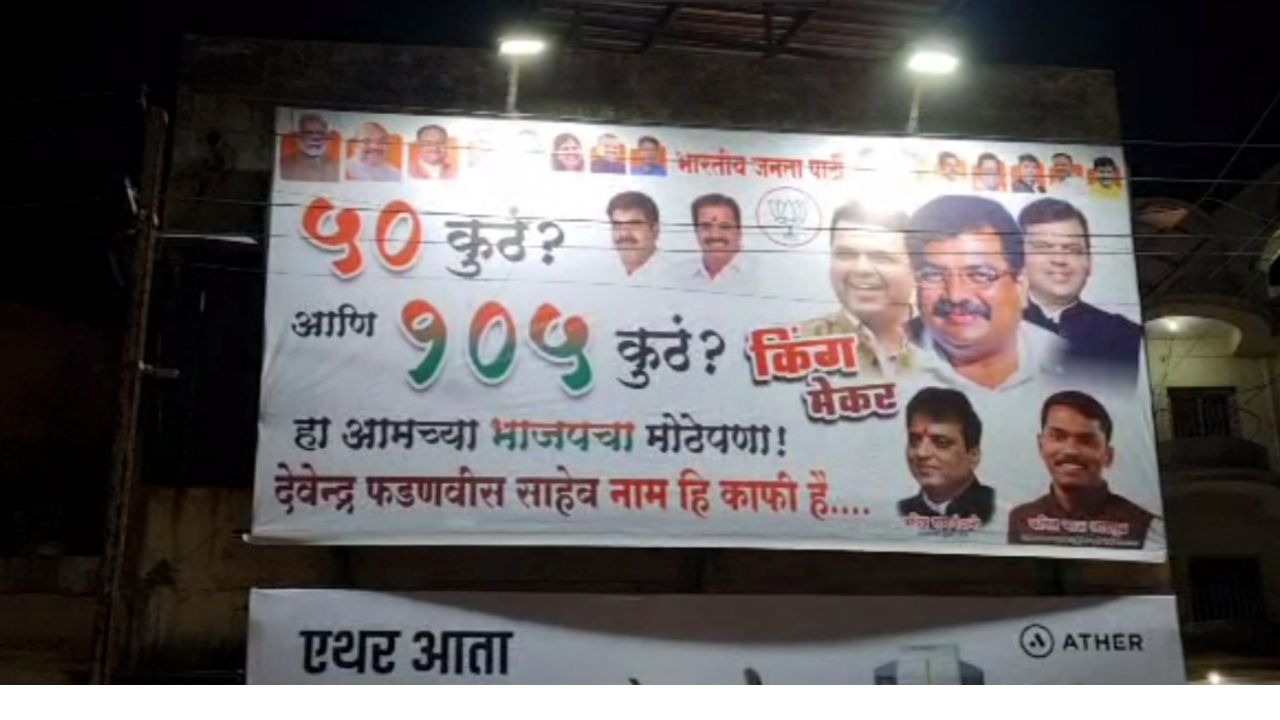 भारतीय जनता पार्टी
५० कुठं?
आणि १०५ कुठं?
किंग
मेकर
हा आमच्या भाजपचा मोठेपणा!
देवेन्द्र फडणवीस साहेब नाम हि काफी है....
एथर आता
ATHER